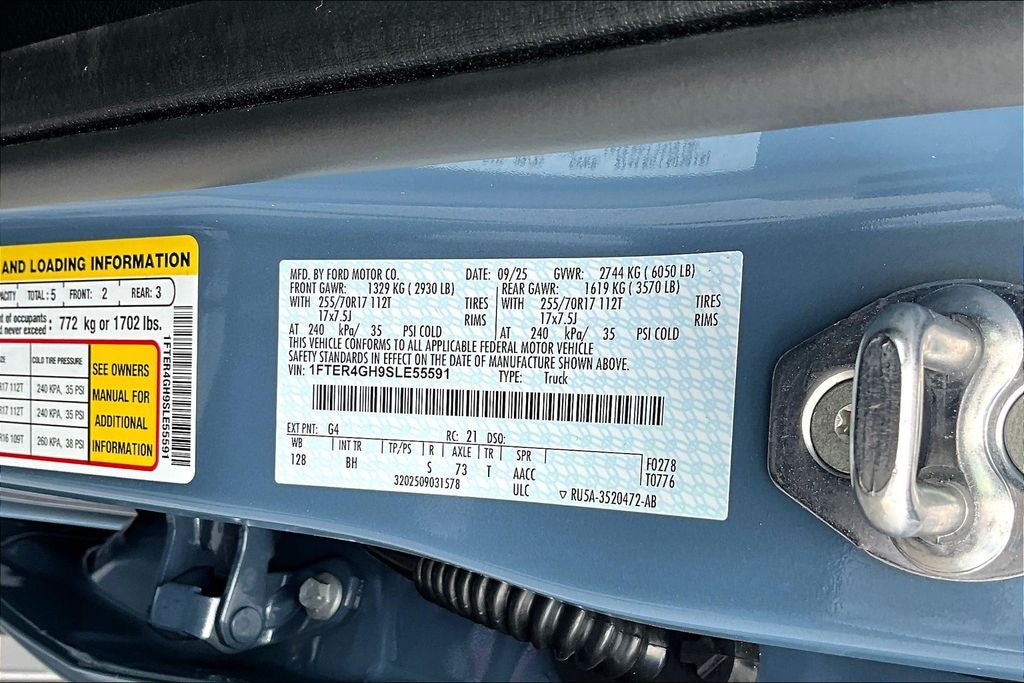 AND LOADING INFORMATION
TOTAL: 5 FRONT: 2 REAR: 3
of occupants
never exceed : 772 kg or 1702 lbs.
COLD TIRE PRESSURE
R17 112T 240 KPA, 35 PSI
R17 112T 240 KPA, 35 PSI
R16 109T 260 KPA, 38 PSI
SEE OWNERS
MANUAL FOR
ADDITIONAL
INFORMATION
1FTER4GH9SLE55591
MFD. BY FORD MOTOR CO. DATE: 09/25 GVWR: 2744 KG ( 6050 LB)
FRONT GAWR: 1329 KG ( 2930 LB) REAR GAWR: 1619 KG ( 3570 LB)
WITH 255/70R17 112T TIRES WITH 255/70R17 112T TIRES
17x7.5J RIMS 17x7.5J RIMS
AT 240 kPa/ 35 PSI COLD AT 240 kPa/ 35 PSI COLD
THIS VEHICLE CONFORMS TO ALL APPLICABLE FEDERAL MOTOR VEHICLE
SAFETY STANDARDS IN EFFECT ON THE DATE OF MANUFACTURE SHOWN ABOVE.
VIN: 1FTER4GH9SLE55591 TYPE: Truck
EXT PNT: G4 RC: 21 DSO:
WB INT TR TP/PS R AXLE TR SPR F0278
128 BH S 73 T AACC T0776
3202509031578 ULC ▽ RU5A-3520472-AB